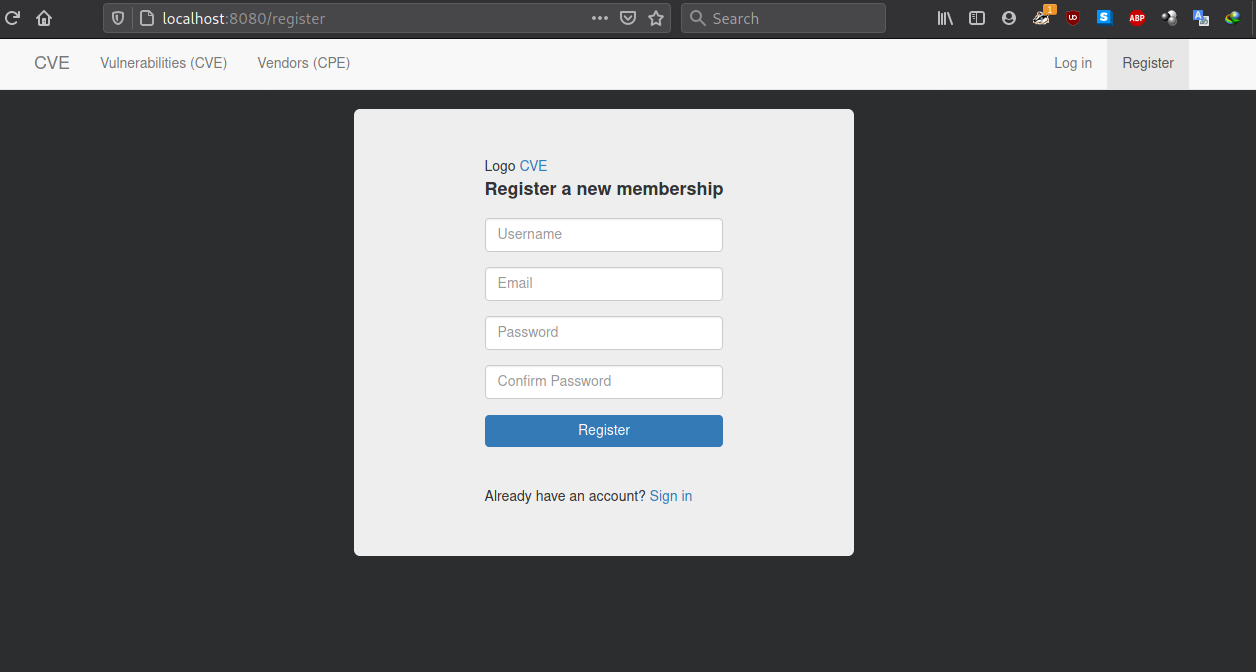 localhost:8080/register
Search
1
UD
S
ABP
CVE Vulnerabilities (CVE) Vendors (CPE) Log in Register
Logo CVE
Register a new membership
Username
Email
Password
Confirm Password
Register
Already have an account? Sign in